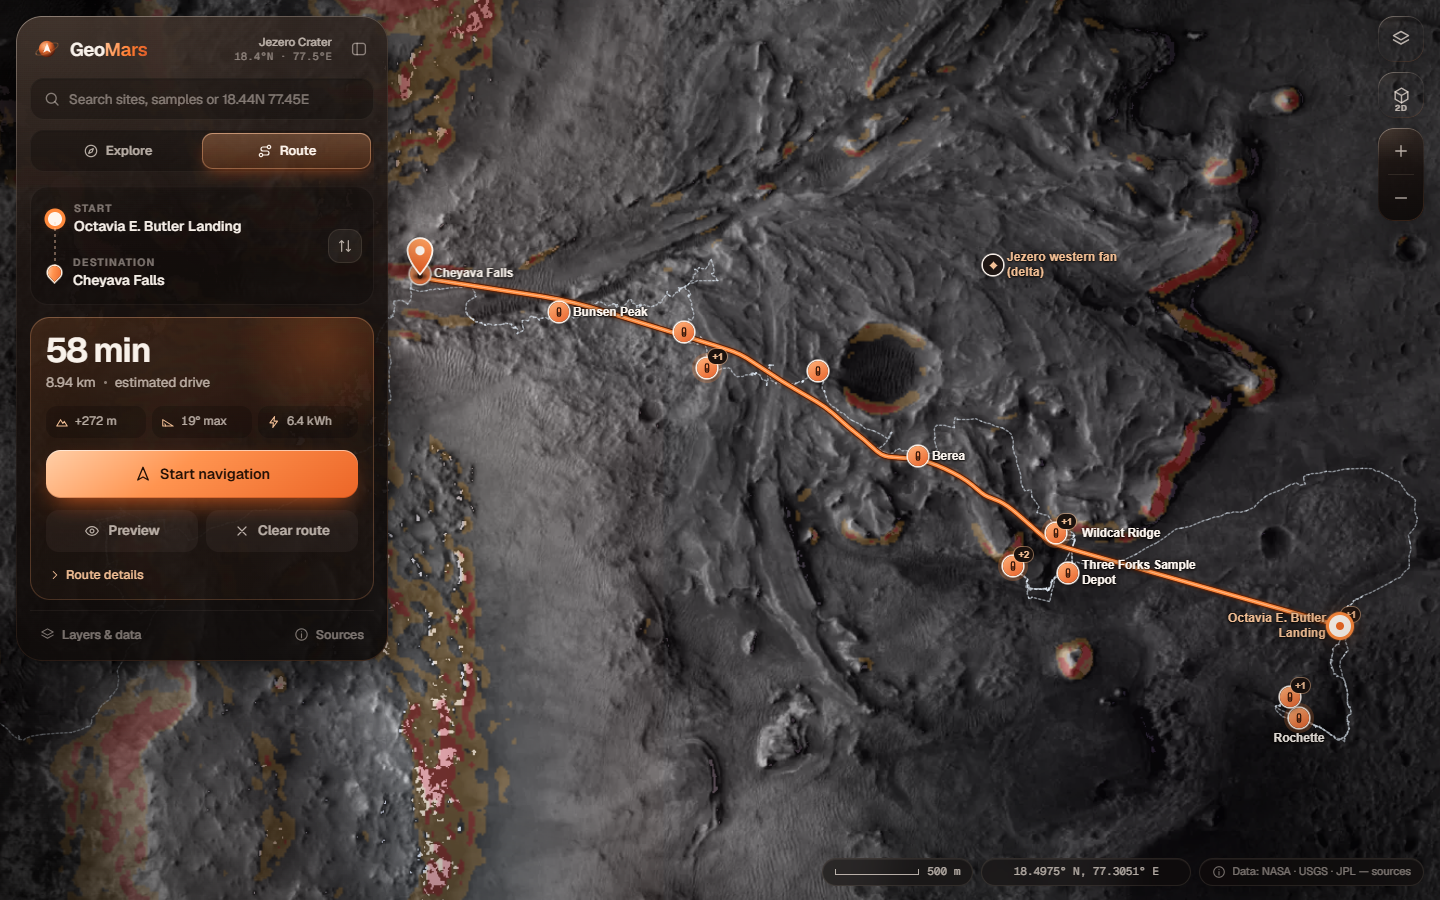 GeoMars
Jezero Crater
18.4°N · 77.5°E
Search sites, samples or 18.44N 77.45E
Explore
Route
START
Octavia E. Butler Landing
DESTINATION
Cheyava Falls
58 min
8.94 km · estimated drive
+272 m
19° max
6.4 kWh
Start navigation
Preview
Clear route
Route details
Layers & data
Sources
2D
Cheyava Falls
Bunsen Peak
+1
Jezero western fan
(delta)
Berea
+1
Wildcat Ridge
+2
Three Forks Sample
Depot
+1
Octavia E. Butler
Landing
+1
Rochette
500 m
18.4975° N, 77.3051° E
Data: NASA · USGS · JPL — sources